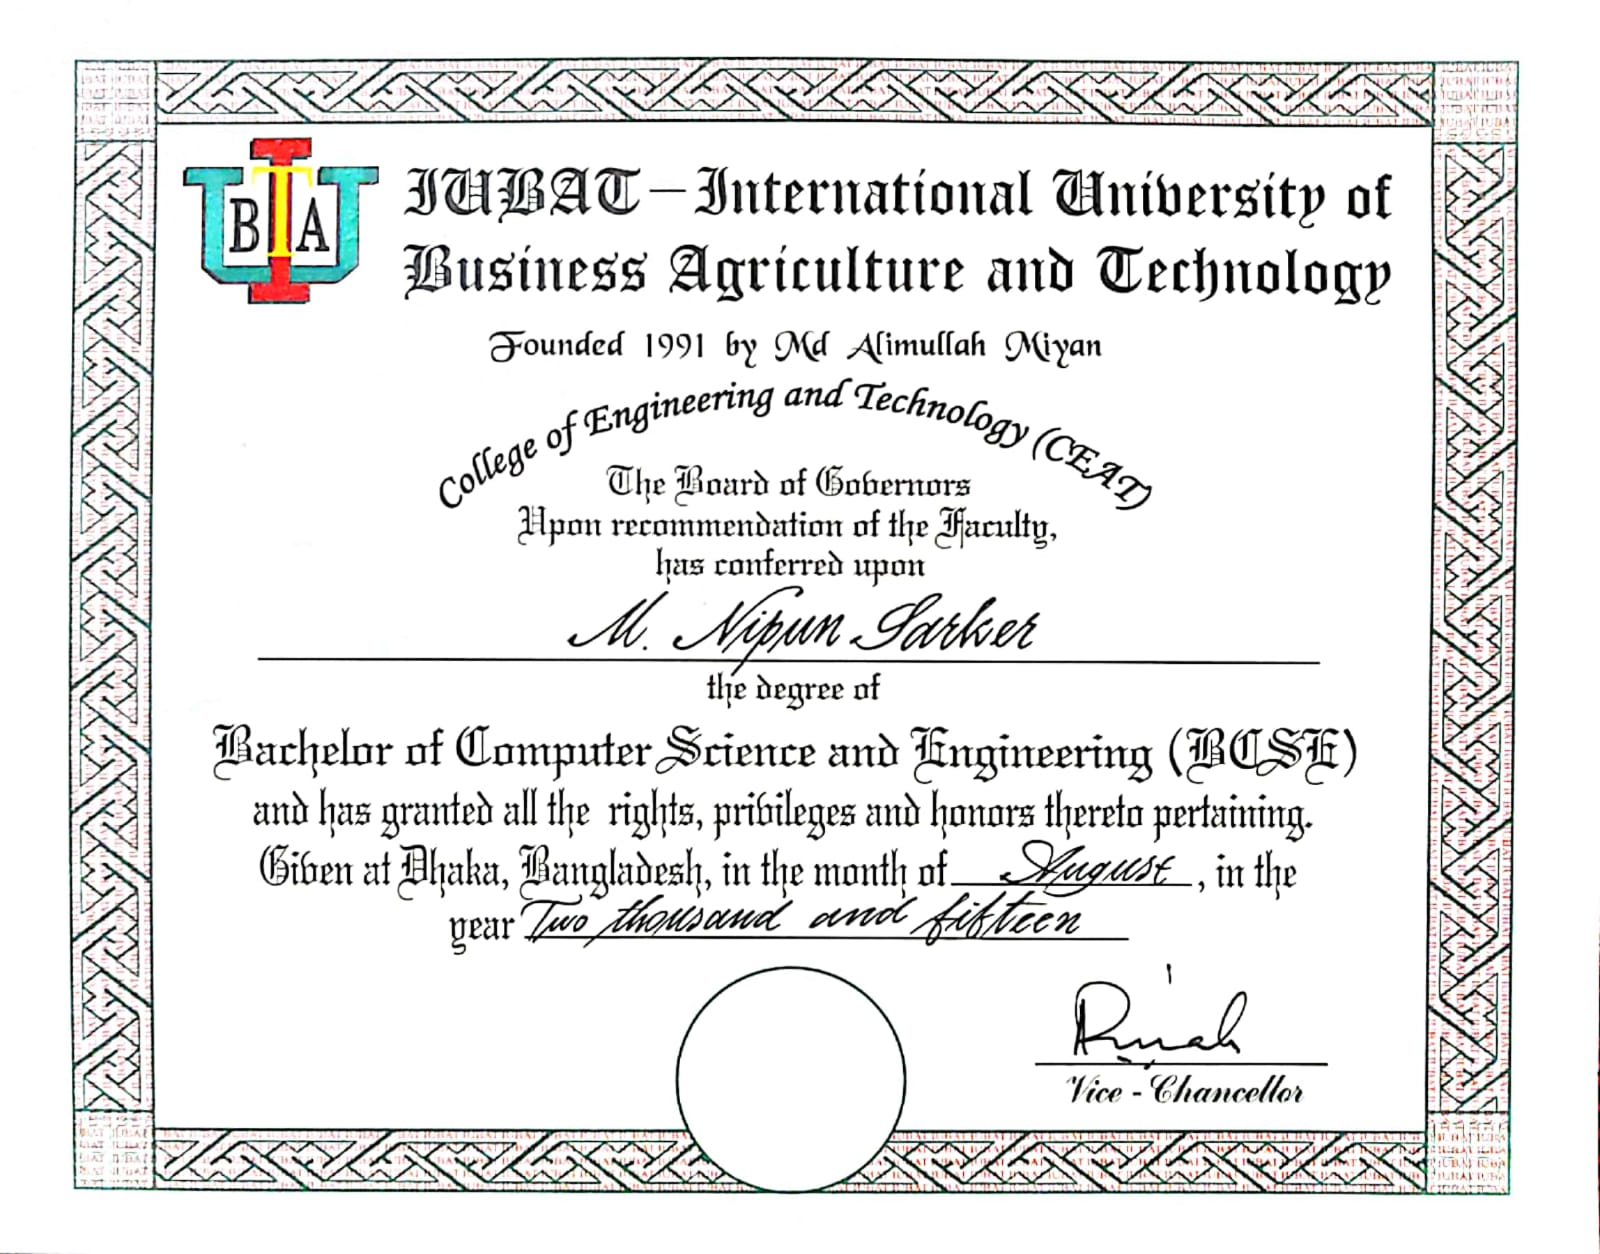 IUBAT
IUBAT – International University of
Business Agriculture and Technology
Founded 1991 by Md Alimullah Miyan
College of Engineering and Technology (CEAT)
The Board of Governors
Upon recommendation of the Faculty,
has conferred upon
M. Nipun Sarker
the degree of
Bachelor of Computer Science and Engineering (BCSE)
and has granted all the rights, privileges and honors thereto pertaining.
Given at Dhaka, Bangladesh, in the month of August, in the
year Two thousand and fifteen
Vice - Chancellor